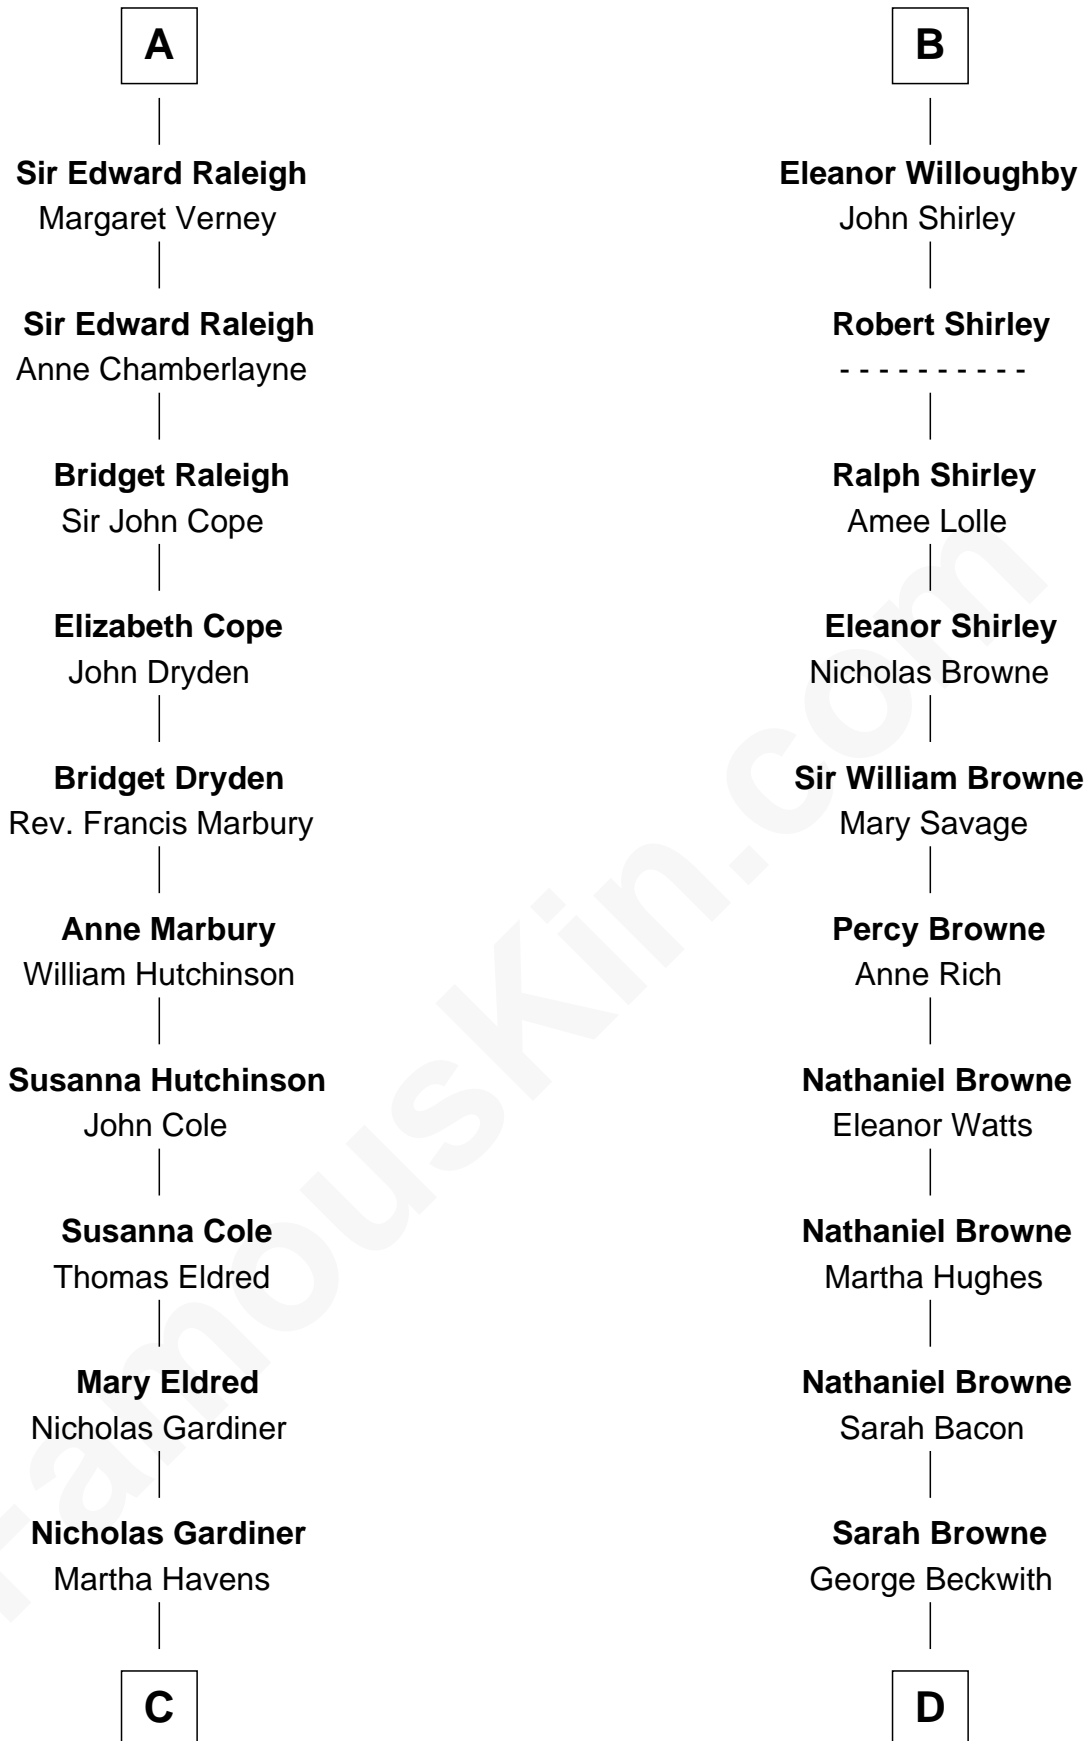 A
Sir Edward Raleigh
Margaret Verney
Sir Edward Raleigh
Anne Chamberlayne
Bridget Raleigh
Sir John Cope
Elizabeth Cope
John Dryden
Bridget Dryden
Rev. Francis Marbury
Anne Marbury
William Hutchinson
Susanna Hutchinson
John Cole
Susanna Cole
Thomas Eldred
Mary Eldred
Nicholas Gardiner
Nicholas Gardiner
Martha Havens
C
B
Eleanor Willoughby
John Shirley
Robert Shirley
- - - - - - - - - -
Ralph Shirley
Amee Lolle
Eleanor Shirley
Nicholas Browne
Sir William Browne
Mary Savage
Percy Browne
Anne Rich
Nathaniel Browne
Eleanor Watts
Nathaniel Browne
Martha Hughes
Nathaniel Browne
Sarah Bacon
Sarah Browne
George Beckwith
D
FamousKin.com